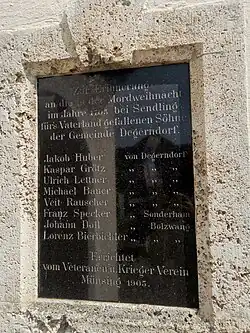 Zur Erinnerung
an die in der Mordweihnacht
im Jahre 1705 bei Sendling
fürs Vaterland gefallenen Söhne
der Gemeinde Degerndorf.
Jakob Huber von Degerndorf
Kaspar Grötz " " "
Ulrich Lettner " " "
Michael Bauer " " "
Veit Rauscher " " "
Franz Specker " Sonderham
Johann Doll " Bolzwang
Lorenz Bierbichler " " "
Errichtet
vom Veteranen u. Krieger Verein
Münsing 1905.